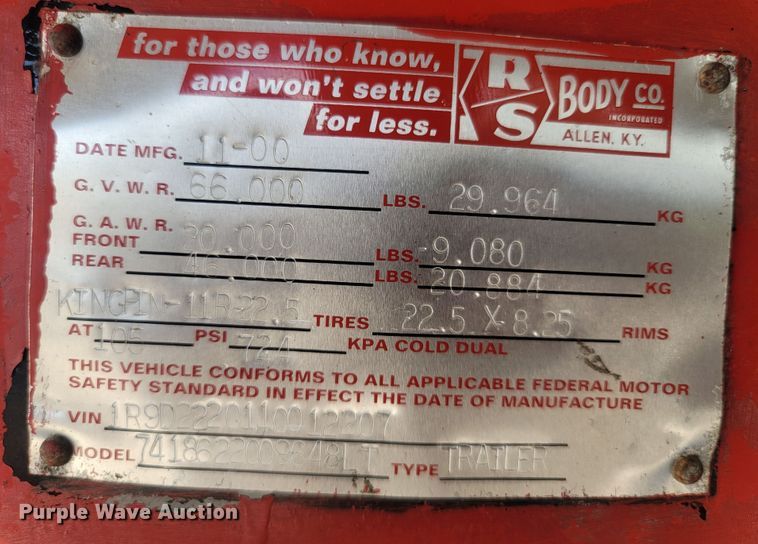 for those who know,
and won't settle
for less.
R/S
BODY CO.
INCORPORATED
ALLEN, KY.
DATE MFG. 11-00
G. V. W. R. 66,000 LBS. 29,964 KG
G. A. W. R.
FRONT 20,000 LBS. 9,080 KG
REAR 46,000 LBS. 20,884 KG
KINGPIN-11R-22.5 TIRES 22.5 X 8.25 RIMS
AT 105 PSI 724 KPA COLD DUAL
THIS VEHICLE CONFORMS TO ALL APPLICABLE FEDERAL MOTOR
SAFETY STANDARD IN EFFECT THE DATE OF MANUFACTURE
VIN 1R9D2220110012207
MODEL TYPE TRAILER
Purple Wave Auction